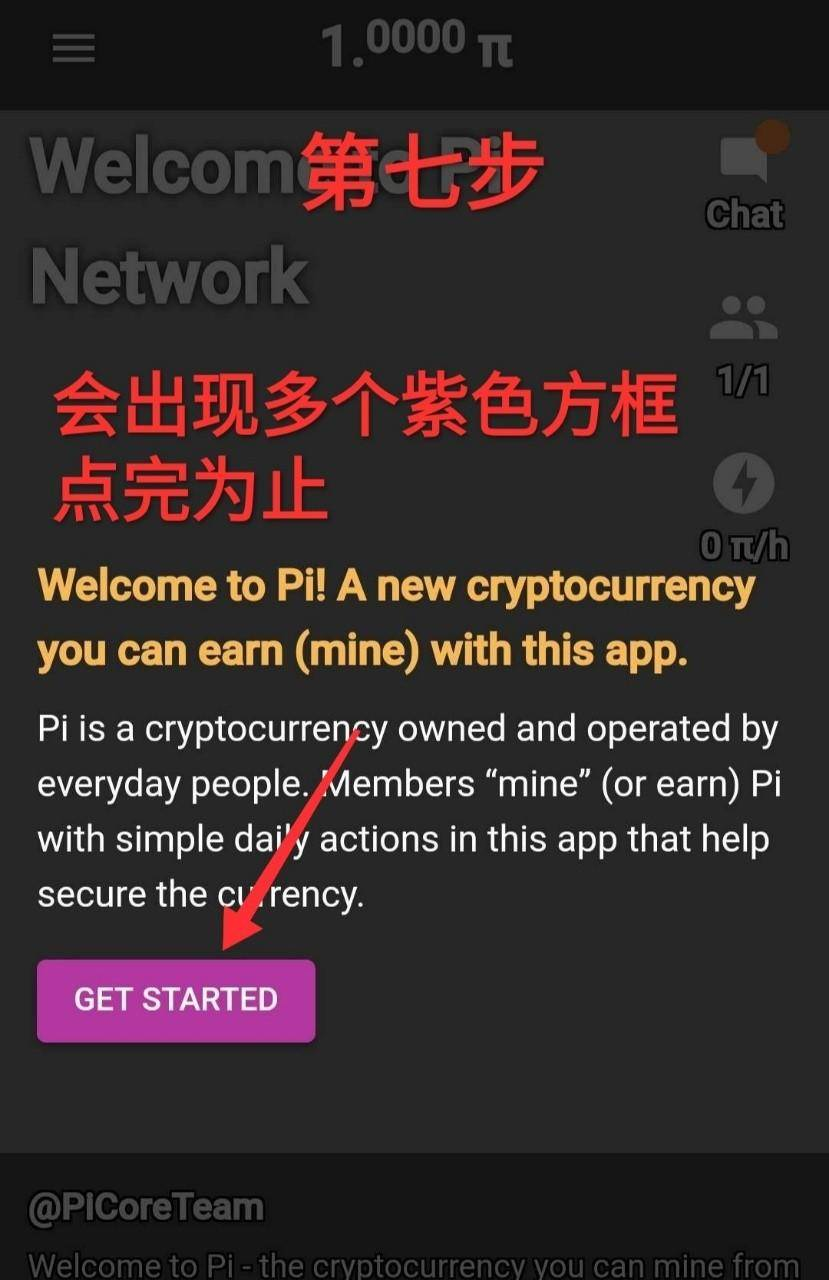 1.0000 π
Welcome to Pi
第七步
Chat
Network
会出现多个紫色方框
1/1
点完为止
0 π/h
Welcome to Pi! A new cryptocurrency
you can earn (mine) with this app.
Pi is a cryptocurrency owned and operated by
everyday people. Members “mine” (or earn) Pi
with simple daily actions in this app that help
secure the currency.
GET STARTED
@PiCoreTeam
Welcome to Pi - the cryptocurrency you can mine from